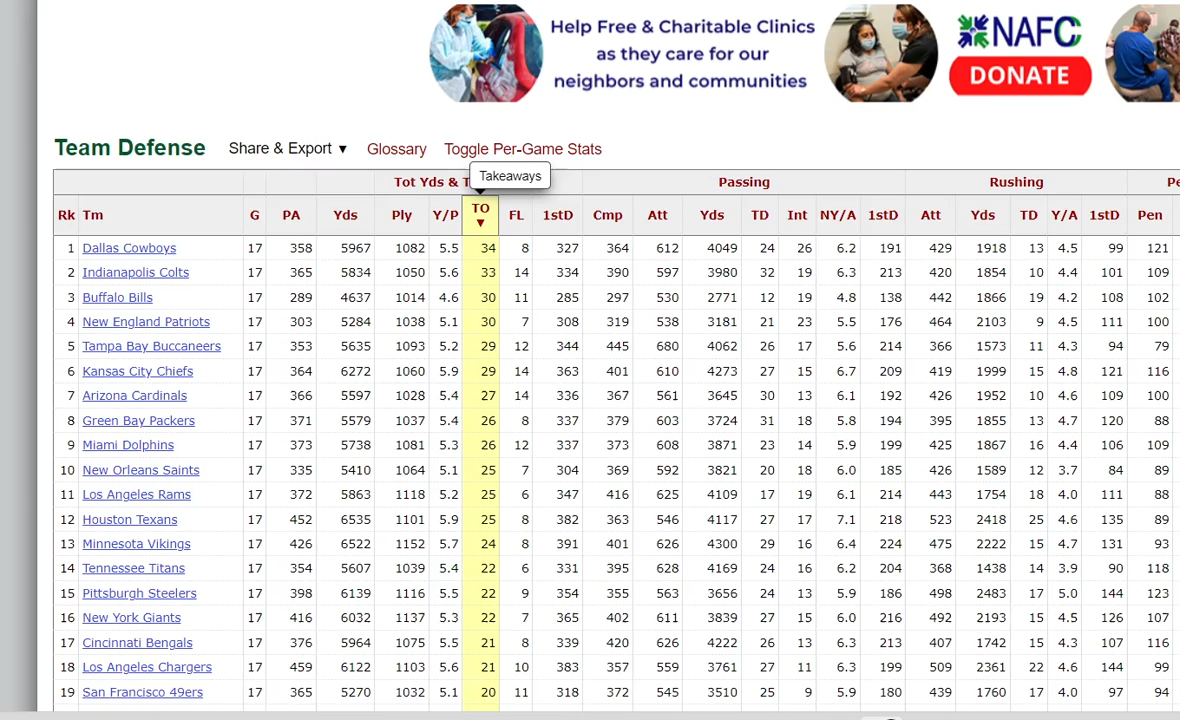 Help Free & Charitable Clinics
as they care for our
neighbors and communities
NAFC
DONATE
Team Defense Share & Export ▼ Glossary Toggle Per-Game Stats
Takeaways
Tot Yds & T Passing Rushing Pe
Rk Tm G PA Yds Ply Y/P TO ▼ FL 1stD Cmp Att Yds TD Int NY/A 1stD Att Yds TD Y/A 1stD Pen
1 Dallas Cowboys 17 358 5967 1082 5.5 34 8 327 364 612 4049 24 26 6.2 191 429 1918 13 4.5 99 121
2 Indianapolis Colts 17 365 5834 1050 5.6 33 14 334 390 597 3980 32 19 6.3 213 420 1854 10 4.4 101 109
3 Buffalo Bills 17 289 4637 1014 4.6 30 11 285 297 530 2771 12 19 4.8 138 442 1866 19 4.2 108 102
4 New England Patriots 17 303 5284 1038 5.1 30 7 308 319 538 3181 21 23 5.5 176 464 2103 9 4.5 111 100
5 Tampa Bay Buccaneers 17 353 5635 1093 5.2 29 12 344 445 680 4062 26 17 5.6 214 366 1573 11 4.3 94 79
6 Kansas City Chiefs 17 364 6272 1060 5.9 29 14 363 401 610 4273 27 15 6.7 209 419 1999 15 4.8 121 116
7 Arizona Cardinals 17 366 5597 1028 5.4 27 14 336 367 561 3645 30 13 6.1 192 426 1952 10 4.6 109 100
8 Green Bay Packers 17 371 5579 1037 5.4 26 8 337 379 603 3724 31 18 5.8 194 395 1855 13 4.7 120 88
9 Miami Dolphins 17 373 5738 1081 5.3 26 12 337 373 608 3871 23 14 5.9 199 425 1867 16 4.4 106 109
10 New Orleans Saints 17 335 5410 1064 5.1 25 7 304 369 592 3821 20 18 6.0 185 426 1589 12 3.7 84 89
11 Los Angeles Rams 17 372 5863 1118 5.2 25 6 347 416 625 4109 17 19 6.1 214 443 1754 18 4.0 111 88
12 Houston Texans 17 452 6535 1101 5.9 25 8 382 363 546 4117 27 17 7.1 218 523 2418 25 4.6 135 89
13 Minnesota Vikings 17 426 6522 1152 5.7 24 8 391 401 626 4300 29 16 6.4 224 475 2222 15 4.7 131 93
14 Tennessee Titans 17 354 5607 1039 5.4 22 6 331 395 628 4169 24 16 6.2 204 368 1438 14 3.9 90 118
15 Pittsburgh Steelers 17 398 6139 1116 5.5 22 9 354 355 563 3656 24 13 5.9 186 498 2483 17 5.0 144 123
16 New York Giants 17 416 6032 1137 5.3 22 7 365 402 611 3839 27 15 6.0 216 492 2193 15 4.5 126 107
17 Cincinnati Bengals 17 376 5964 1075 5.5 21 8 339 420 626 4222 26 13 6.3 213 407 1742 15 4.3 107 116
18 Los Angeles Chargers 17 459 6122 1103 5.6 21 10 383 357 559 3761 27 11 6.3 199 509 2361 22 4.6 144 99
19 San Francisco 49ers 17 365 5270 1032 5.1 20 11 318 372 545 3510 25 9 5.9 180 439 1760 17 4.0 97 94